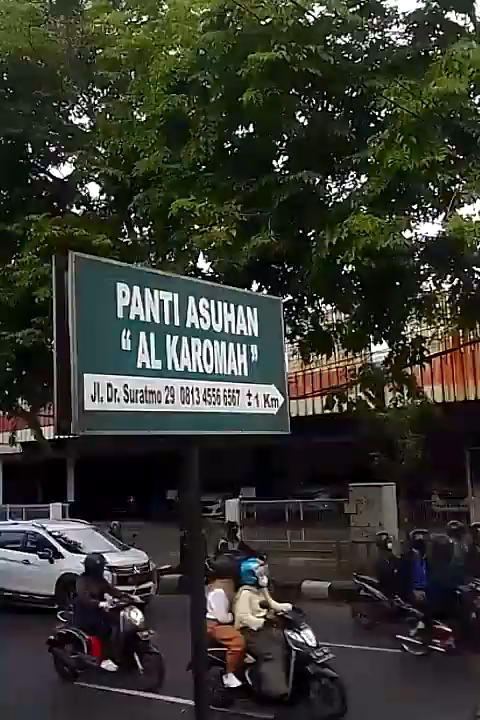 PANTI ASUHAN
“ AL KAROMAH ”
Jl. Dr. Suratmo 29 0813 4556 6567 ± 1 Km